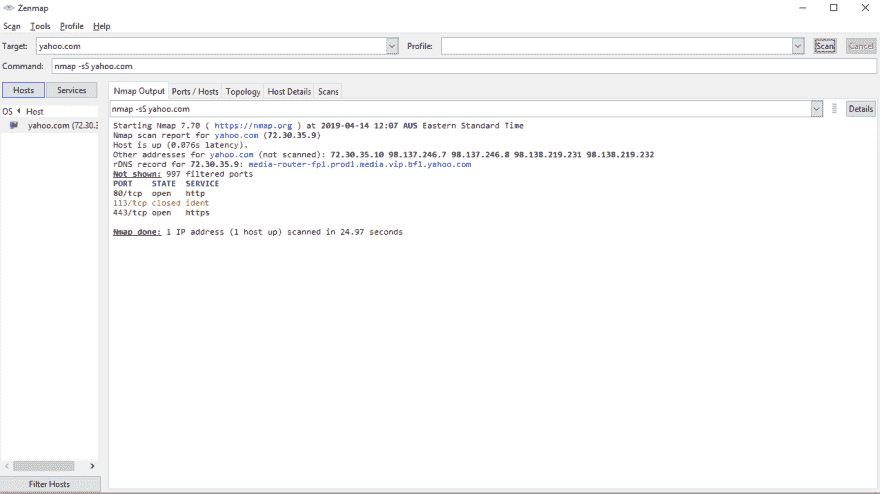 Zenmap
Scan Tools Profile Help
Target: yahoo.com Profile: Scan Cancel
Command: nmap -sS yahoo.com
Hosts Services
Nmap Output Ports / Hosts Topology Host Details Scans
OS Host
nmap -sS yahoo.com Details
yahoo.com (72.30.3
Starting Nmap 7.70 ( https://nmap.org ) at 2019-04-14 12:07 AUS Eastern Standard Time
Nmap scan report for yahoo.com (72.30.35.9)
Host is up (0.076s latency).
Other addresses for yahoo.com (not scanned): 72.30.35.10 98.137.246.7 98.137.246.8 98.138.219.231 98.138.219.232
rDNS record for 72.30.35.9: media-router-fp1.prod1.media.vip.bf1.yahoo.com
Not shown: 997 filtered ports
PORT STATE SERVICE
80/tcp open http
113/tcp closed ident
443/tcp open https
Nmap done: 1 IP address (1 host up) scanned in 24.97 seconds
Filter Hosts